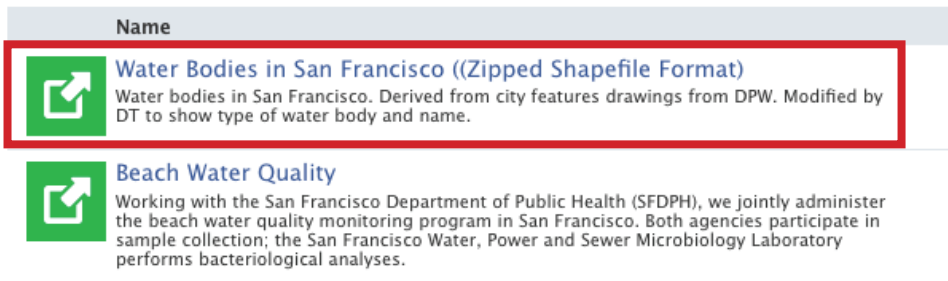 Name
Water Bodies in San Francisco ((Zipped Shapefile Format)
Water bodies in San Francisco. Derived from city features drawings from DPW. Modified by
DT to show type of water body and name.
Beach Water Quality
Working with the San Francisco Department of Public Health (SFDPH), we jointly administer
the beach water quality monitoring program in San Francisco. Both agencies participate in
sample collection; the San Francisco Water, Power and Sewer Microbiology Laboratory
performs bacteriological analyses.